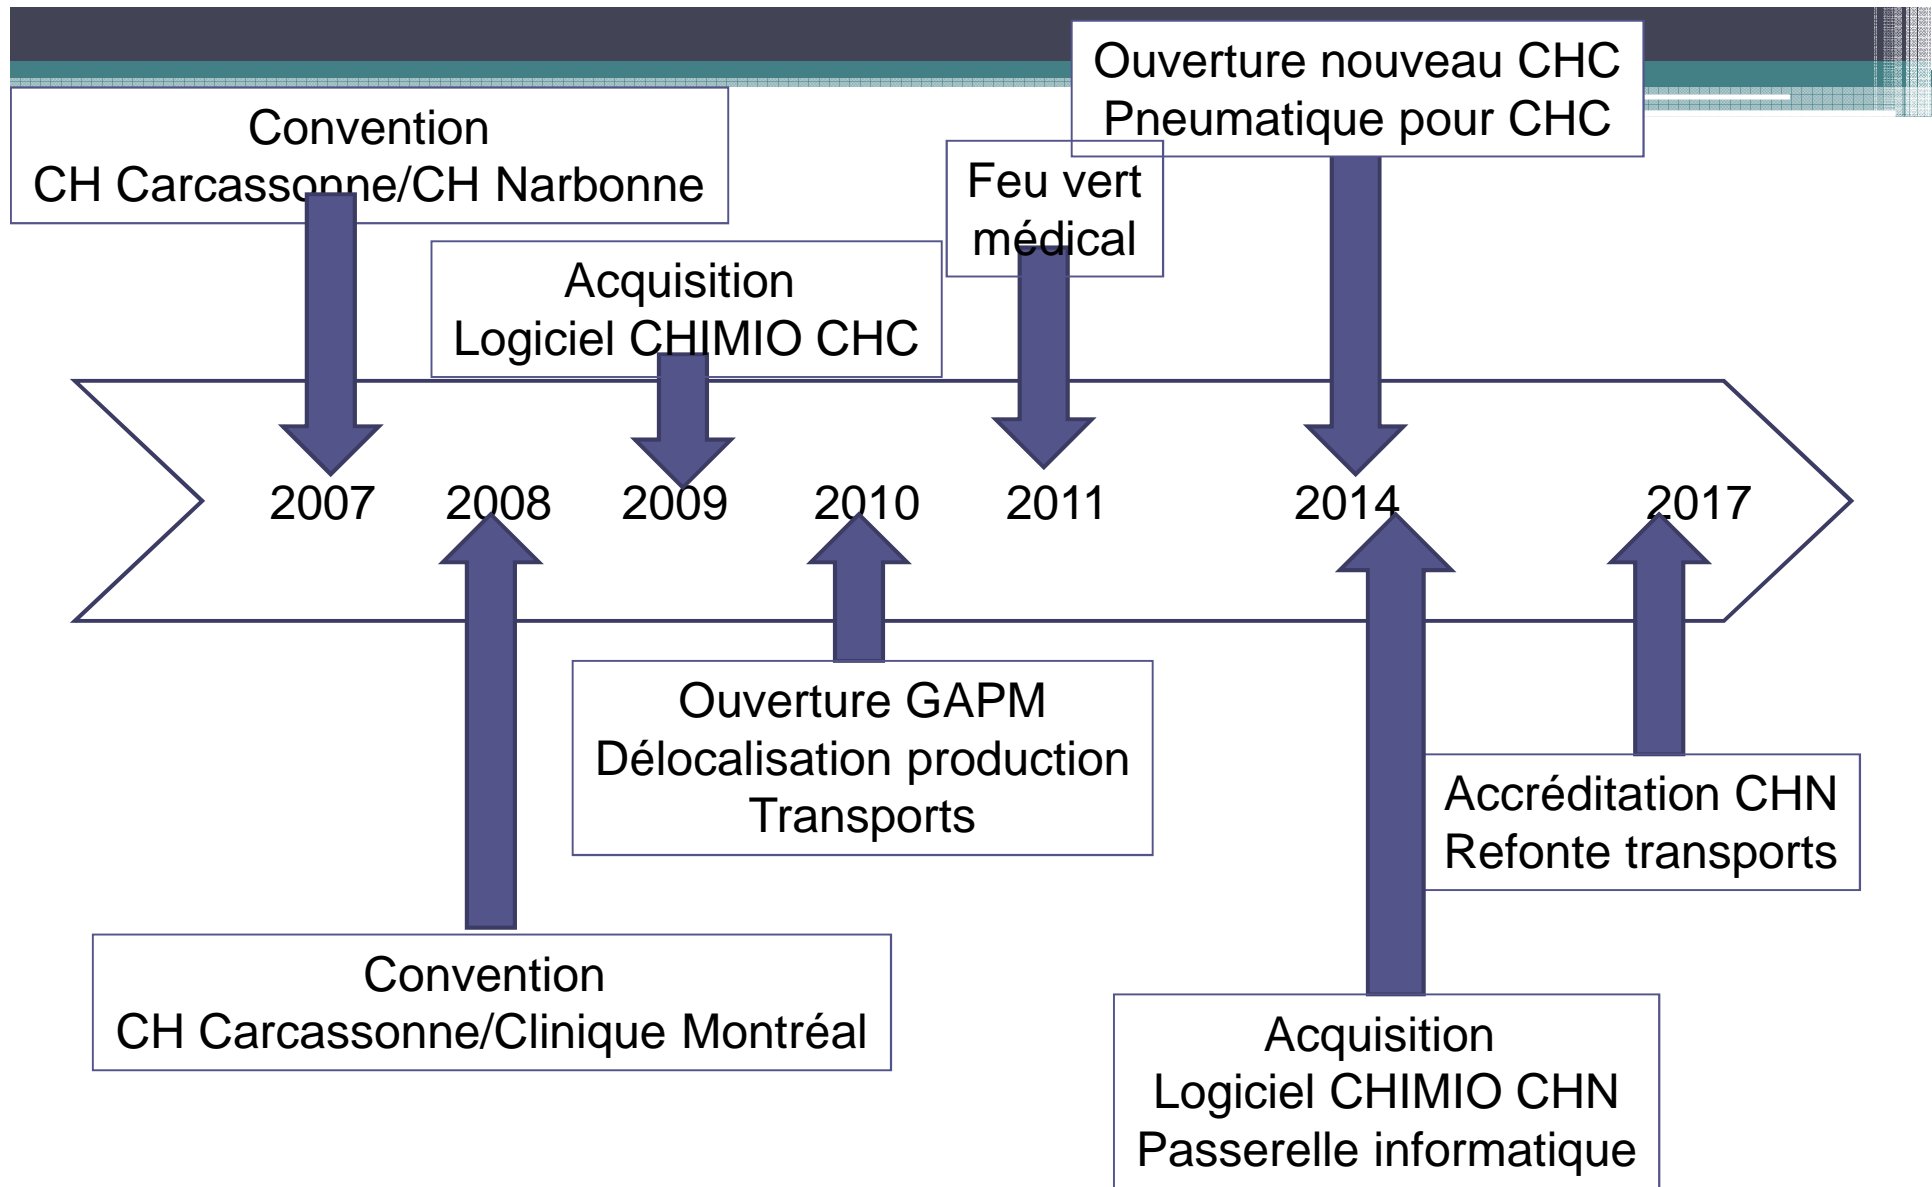 Ouverture nouveau CHC
Pneumatique pour CHC
Convention
CH Carcassonne/CH Narbonne
Feu vert
médical
Acquisition
Logiciel CHIMIO CHC
2007 2008 2009 2010 2011 2014 2017
Ouverture GAPM
Délocalisation production
Transports
Accréditation CHN
Refonte transports
Convention
CH Carcassonne/Clinique Montréal
Acquisition
Logiciel CHIMIO CHN
Passerelle informatique